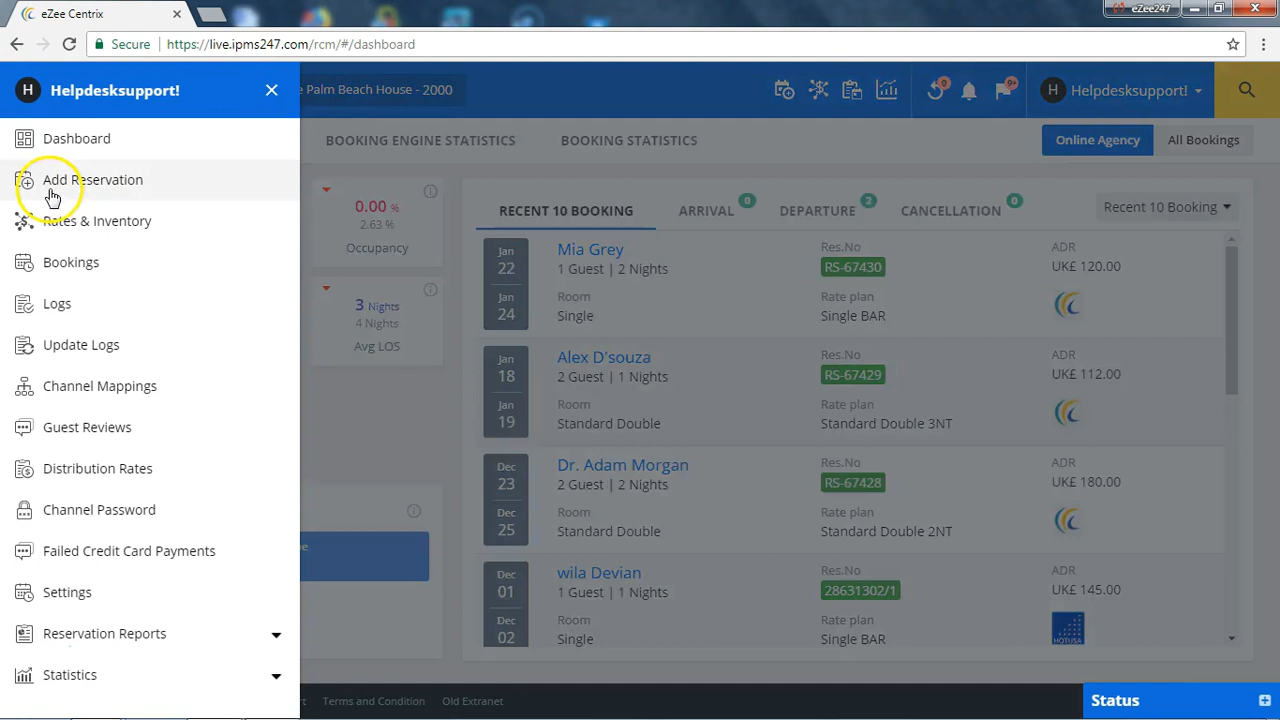 eZee Centrix
eZee247
Secure
https://live.ipms247.com/rcm/#/dashboard
H Helpdesksupport!
e Palm Beach House - 2000
0
9+
H Helpdesksupport!
Dashboard
Add Reservation
Rates & Inventory
Bookings
Logs
Update Logs
Channel Mappings
Guest Reviews
Distribution Rates
Channel Password
Failed Credit Card Payments
Settings
Reservation Reports
Statistics
BOOKING ENGINE STATISTICS
BOOKING STATISTICS
Online Agency
All Bookings
0.00 %
2.63 %
Occupancy
3 Nights
4 Nights
Avg LOS
RECENT 10 BOOKING
ARRIVAL 0
DEPARTURE 2
CANCELLATION 0
Recent 10 Booking
Jan 22
Jan 24
Mia Grey
1 Guest | 2 Nights
Room
Single
Res.No
RS-67430
Rate plan
Single BAR
ADR
UK£ 120.00
Jan 18
Jan 19
Alex D'souza
2 Guest | 1 Nights
Room
Standard Double
Res.No
RS-67429
Rate plan
Standard Double 3NT
ADR
UK£ 112.00
Dec 23
Dec 25
Dr. Adam Morgan
2 Guest | 2 Nights
Room
Standard Double
Res.No
RS-67428
Rate plan
Standard Double 2NT
ADR
UK£ 180.00
Dec 01
Dec 02
wila Devian
1 Guest | 1 Nights
Room
Single
Res.No
28631302/1
Rate plan
Single BAR
ADR
UK£ 145.00
HOTUSA
Terms and Condition
Old Extranet
Status